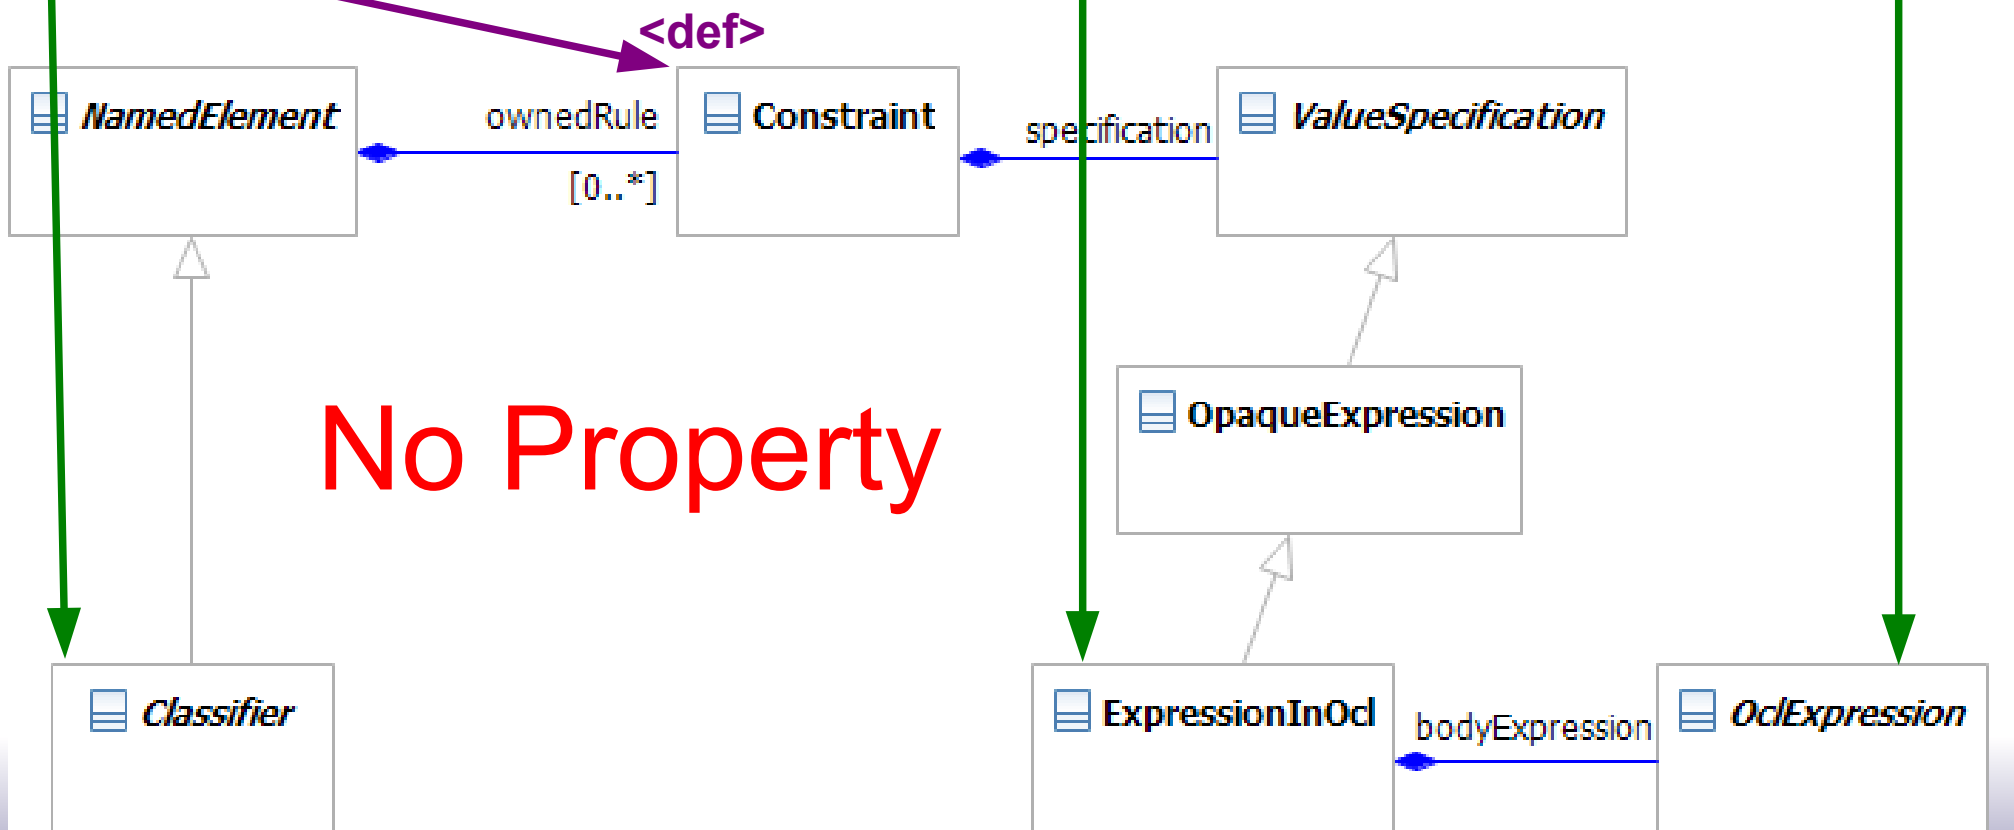 <def>
NamedElement
ownedRule
[0..*]
Constraint
specification
ValueSpecification
No Property
OpaqueExpression
Classifier
ExpressionInOcl
bodyExpression
OclExpression